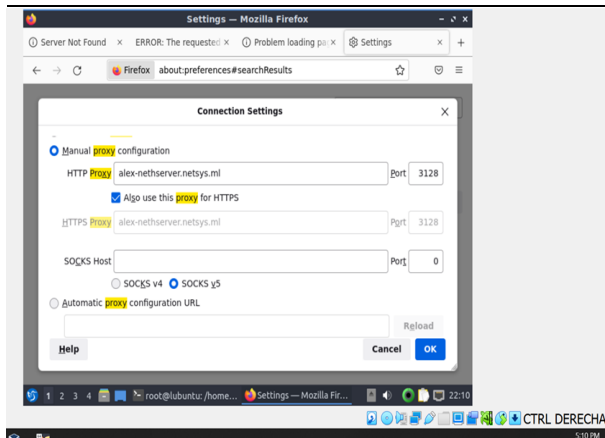 Settings — Mozilla Firefox
Server Not Found × ERROR: The requested × Problem loading pa × Settings × +
Firefox about:preferences#searchResults
Connection Settings
Manual proxy configuration
HTTP Proxy alex-nethserver.netsys.ml Port 3128
Also use this proxy for HTTPS
HTTPS Proxy alex-nethserver.netsys.ml Port 3128
SOCKS Host Port 0
SOCKS v4 SOCKS v5
Automatic proxy configuration URL
Reload
Help Cancel OK
1 2 3 4 root@lubuntu: /home... Settings — Mozilla Fir... 22:10
CTRL DERECHA
5:10 PM